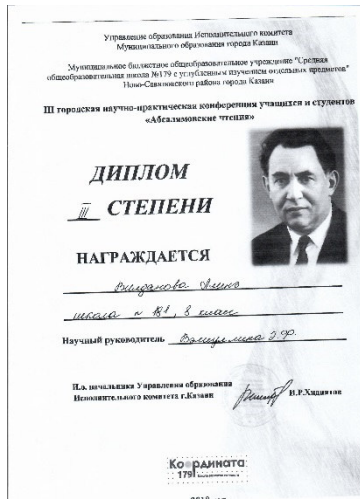 Управление образования Исполнительного комитета
Муниципального образования города Казани
Муниципальное бюджетное общеобразовательное учреждение "Средняя
общеобразовательная школа №179 с углубленным изучением отдельных предметов"
Ново-Савиновского района города Казани
III городская научно-практическая конференция учащихся и студентов
«Абсалямовские чтения»
ДИПЛОМ
III СТЕПЕНИ
НАГРАЖДАЕТСЯ
Вилданова
школа № 3 класс
Научный руководитель Э.Ф.
И.о. начальника Управления образования
Исполнительного комитета г.Казани И.Р.Хидиятов
Координата
179